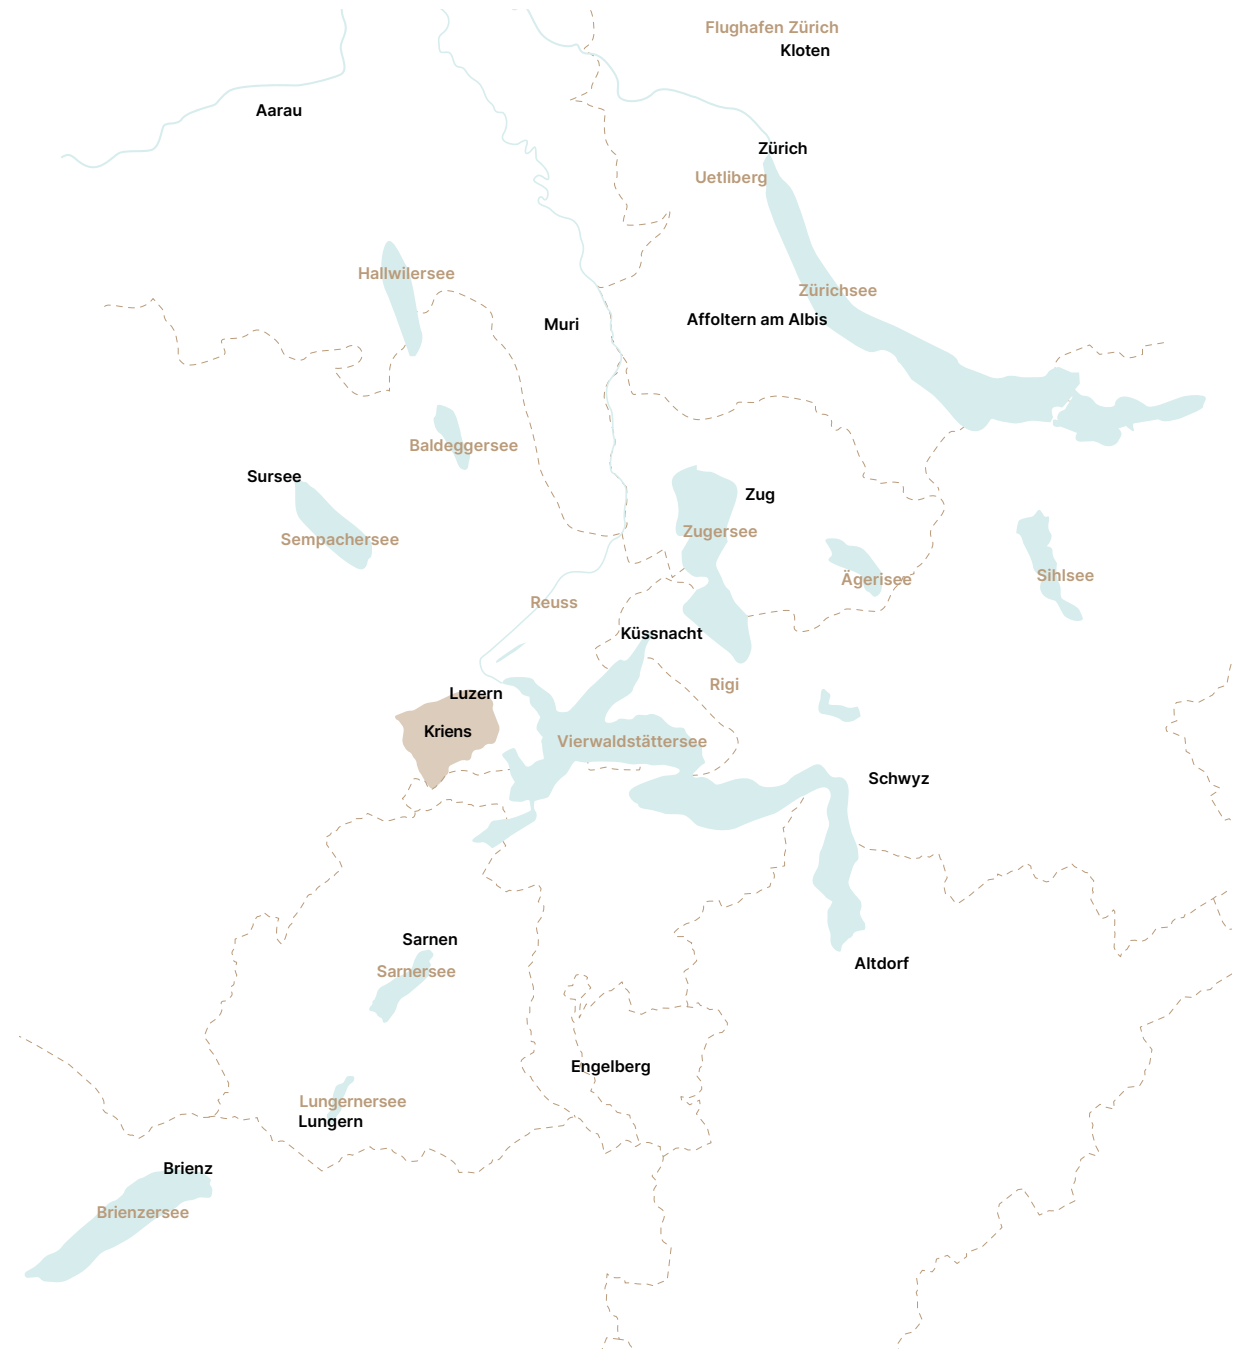 Flughafen Zürich
Kloten
Aarau
Zürich
Uetliberg
Hallwilersee
Zürichsee
Muri
Affoltern am Albis
Baldeggersee
Sursee
Zug
Zugersee
Sempachersee
Sihlsee
Ägerisee
Reuss
Küssnacht
Rigi
Luzern
Kriens
Vierwaldstättersee
Schwyz
Sarnen
Altdorf
Sarnersee
Engelberg
Lungernersee
Lungern
Brienz
Brienzersee